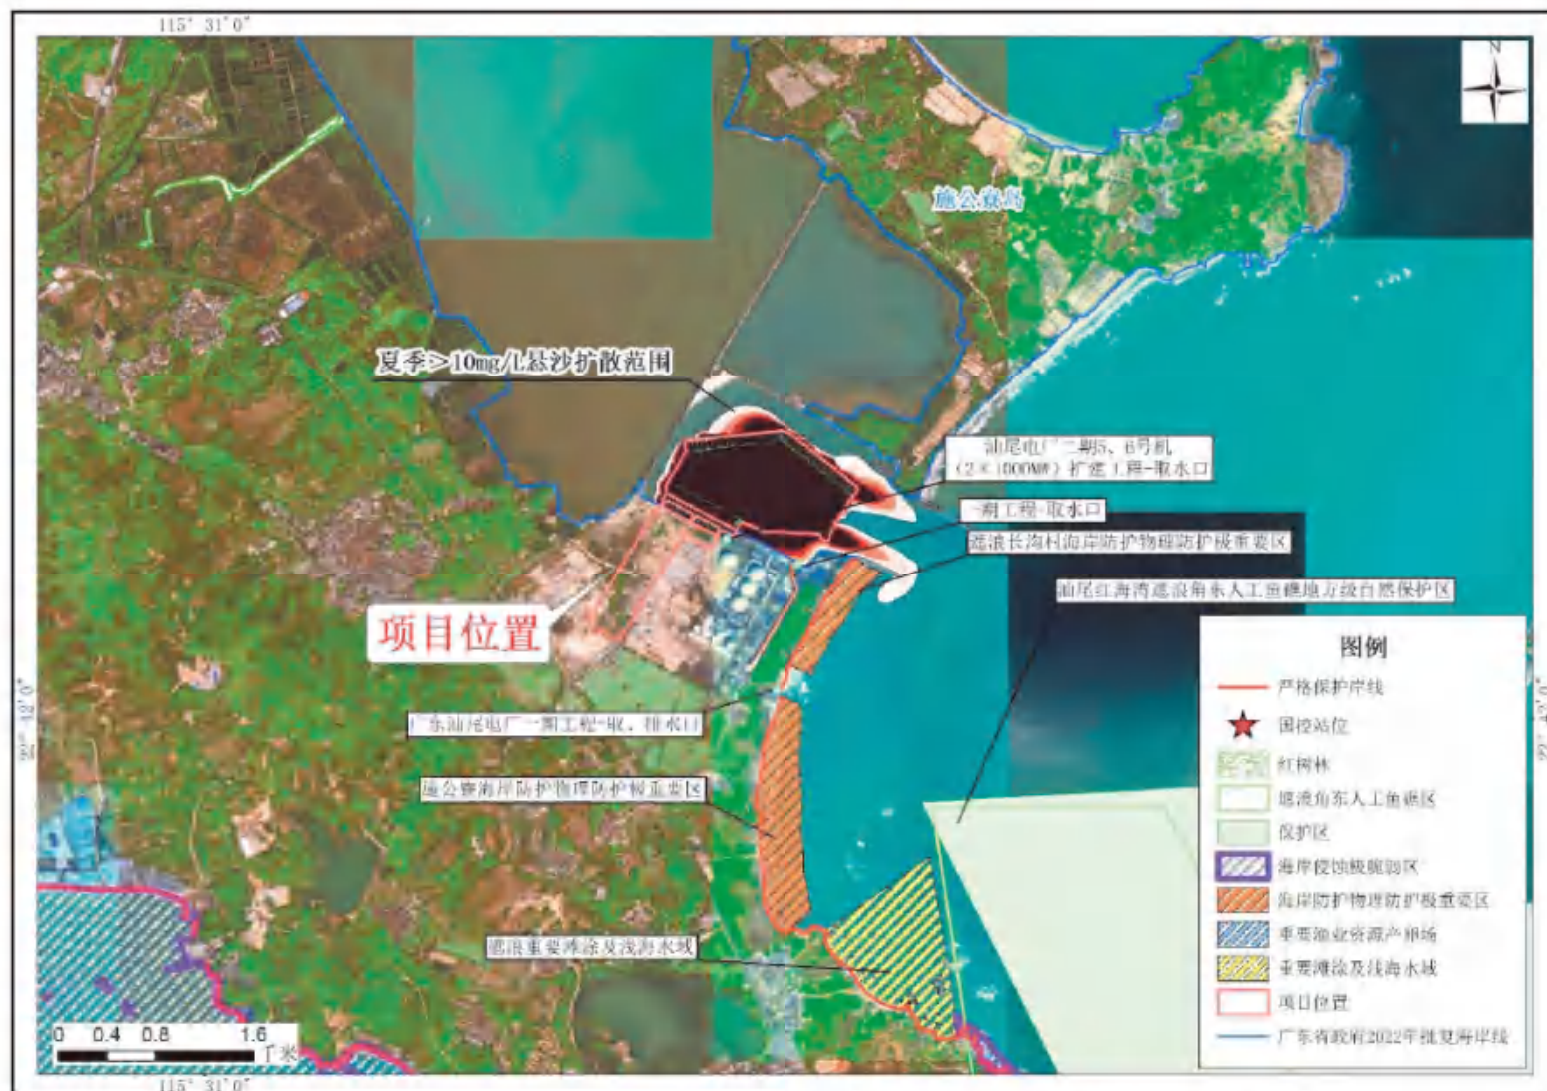 115° 31'0"
N
施公寮岛
夏季>10mg/L悬沙扩散范围
汕尾电厂二期5、6号机
(2×1000MW)扩建工程-取水口
一期工程-取水口
遮浪长沟村海岸防护物理防护极重要区
汕尾红海湾遮浪角东人工鱼礁地方级自然保护区
项目位置
22° 42'0"
22° 42'0"
广东汕尾电厂一期工程-取、排水口
施公寮海岸防护物理防护极重要区
遮浪重要滩涂及浅海水域
图例
严格保护岸线
国控站位
红树林
遮浪角东人工鱼礁区
保护区
海岸侵蚀极脆弱区
海岸防护物理防护极重要区
重要渔业资源产卵场
重要滩涂及浅海水域
项目位置
广东省政府2022年批复海岸线
0 0.4 0.8 1.6
千米
115° 31'0"